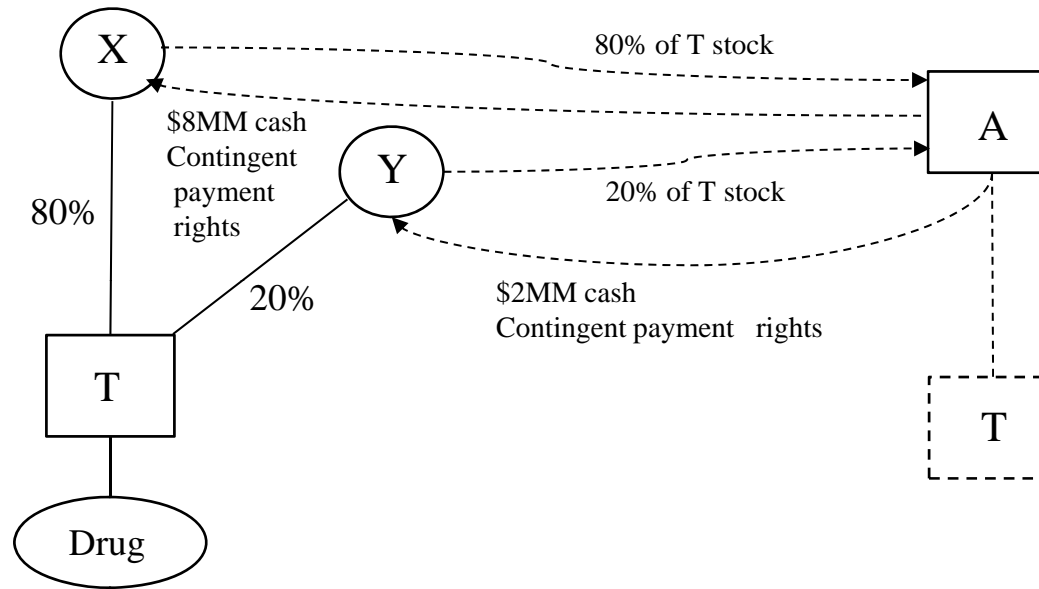 X
80% of T stock
A
$8MM cash
Contingent
payment
rights
Y
20% of T stock
80%
20%
$2MM cash
Contingent payment rights
T
T
Drug